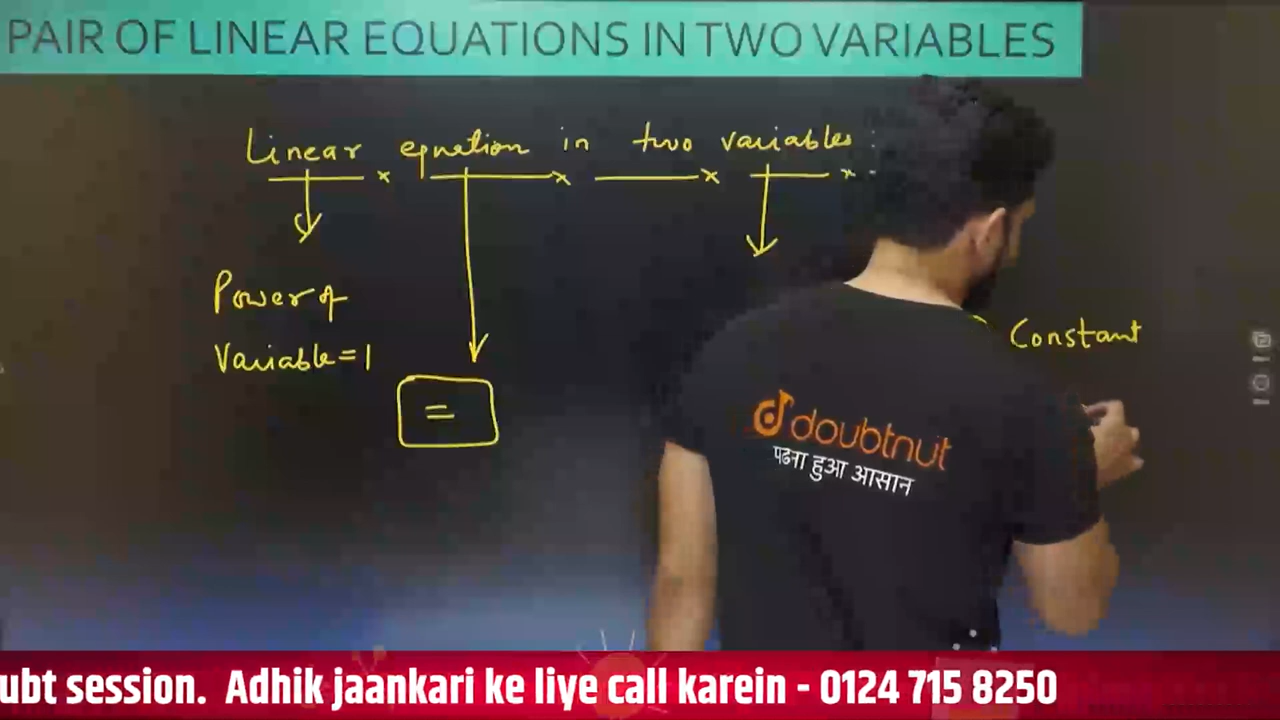 PAIR OF LINEAR EQUATIONS IN TWO VARIABLES
Linear equation in two variables :
Power of
Variable = 1
=
Constant
doubtnut
पढना हुआ आसान
ubt session. Adhik jaankari ke liye call karein - 0124 715 8250